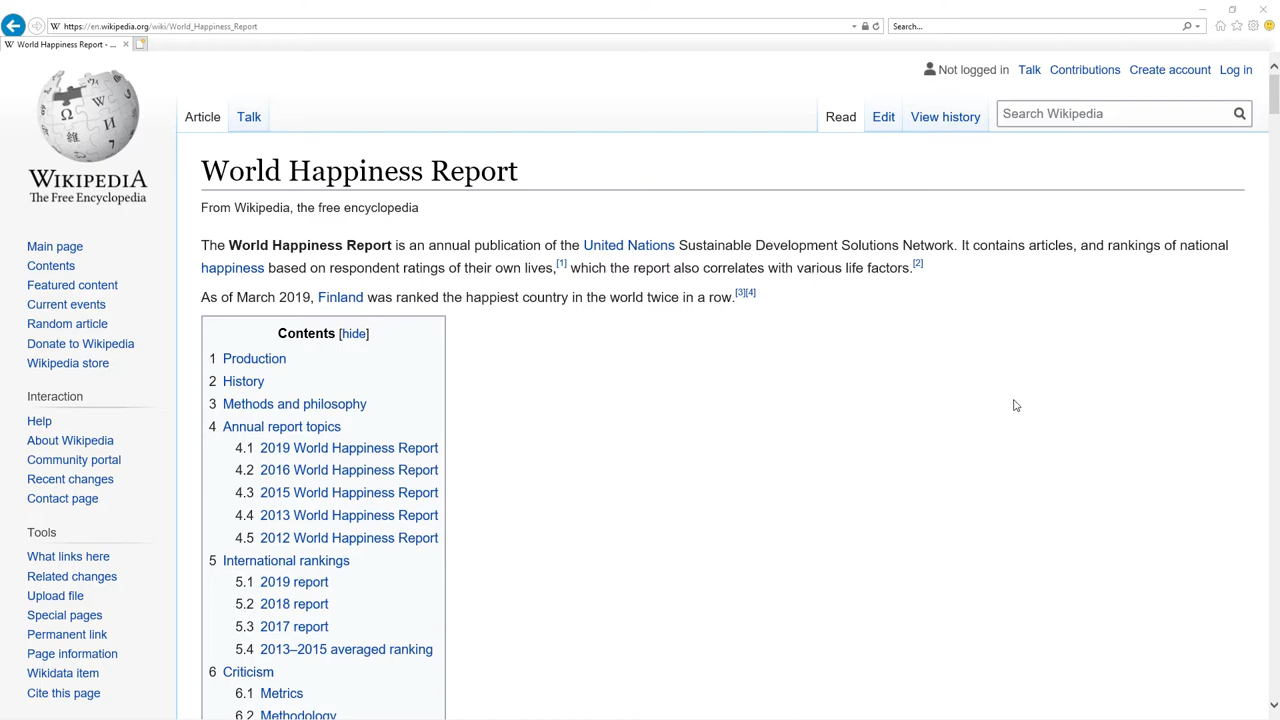 https://en.wikipedia.org/wiki/World_Happiness_Report
Search...
World Happiness Report - ...
Not logged in Talk Contributions Create account Log in
Article Talk Read Edit View history Search Wikipedia
WIKIPEDIA
The Free Encyclopedia
Main page
Contents
Featured content
Current events
Random article
Donate to Wikipedia
Wikipedia store
Interaction
Help
About Wikipedia
Community portal
Recent changes
Contact page
Tools
What links here
Related changes
Upload file
Special pages
Permanent link
Page information
Wikidata item
Cite this page
World Happiness Report
From Wikipedia, the free encyclopedia
The World Happiness Report is an annual publication of the United Nations Sustainable Development Solutions Network. It contains articles, and rankings of national
happiness based on respondent ratings of their own lives,[1] which the report also correlates with various life factors.[2]
As of March 2019, Finland was ranked the happiest country in the world twice in a row.[3][4]
Contents [hide]
1 Production
2 History
3 Methods and philosophy
4 Annual report topics
4.1 2019 World Happiness Report
4.2 2016 World Happiness Report
4.3 2015 World Happiness Report
4.4 2013 World Happiness Report
4.5 2012 World Happiness Report
5 International rankings
5.1 2019 report
5.2 2018 report
5.3 2017 report
5.4 2013–2015 averaged ranking
6 Criticism
6.1 Metrics
6.2 Methodology